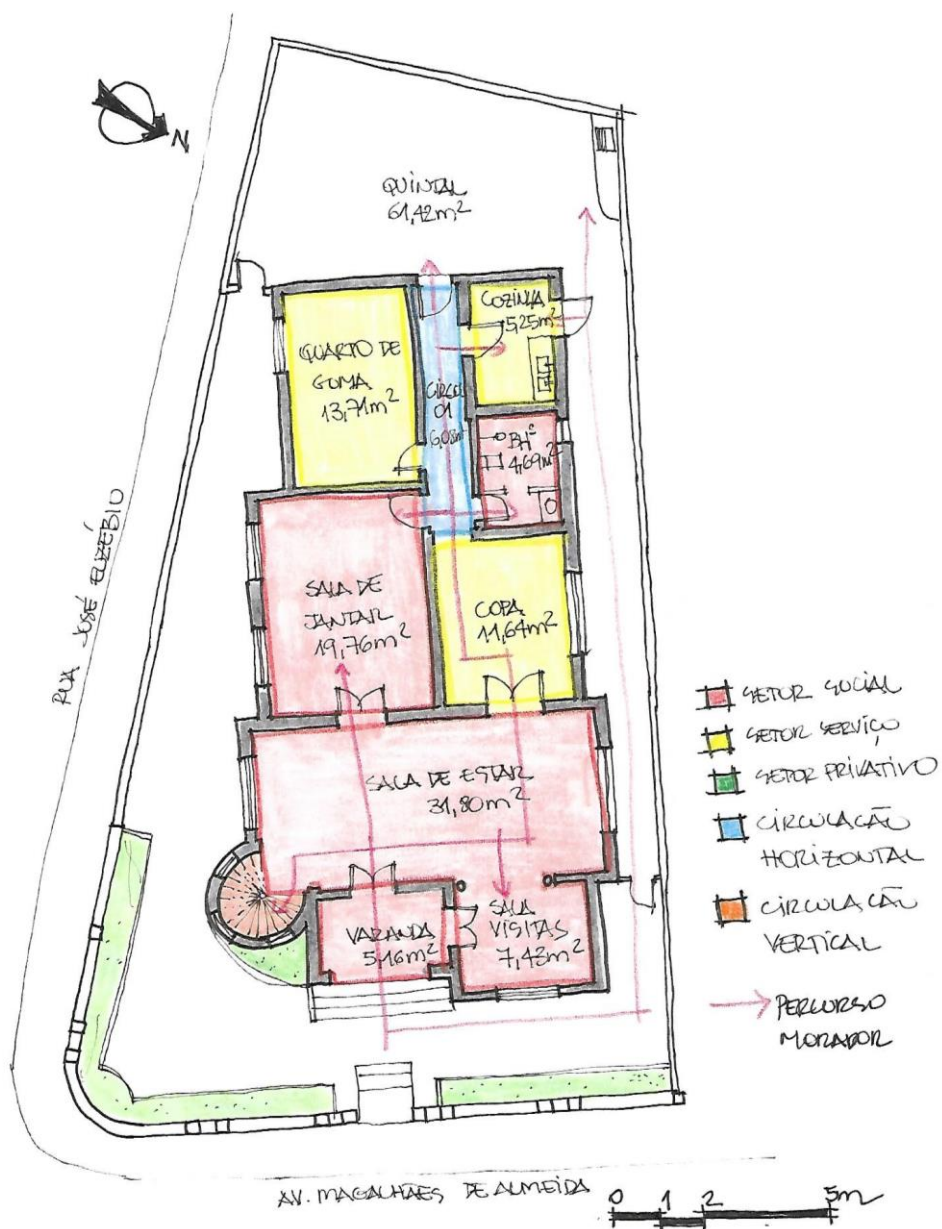 N
QUINTAL
61,42m²
COZINHA
5,25m²
QUARTO DE
GOMA
13,71m²
CIRCUL
01
6,03m²
BHº
4,69m²
RUA JOSÉ EUZÉBIO
SALA DE
JANTAR
19,76m²
COPA
11,64m²
SALA DE ESTAR
31,80m²
SALA
VISITAS
7,43m²
VARANDA
5,16m²
SETOR SOCIAL
SETOR SERVIÇO
SETOR PRIVATIVO
CIRCULAÇÃO
HORIZONTAL
CIRCULAÇÃO
VERTICAL
PERCURSO
MORADOR
AV. MAGALHÃES DE ALMEIDA
0 1 2 5m